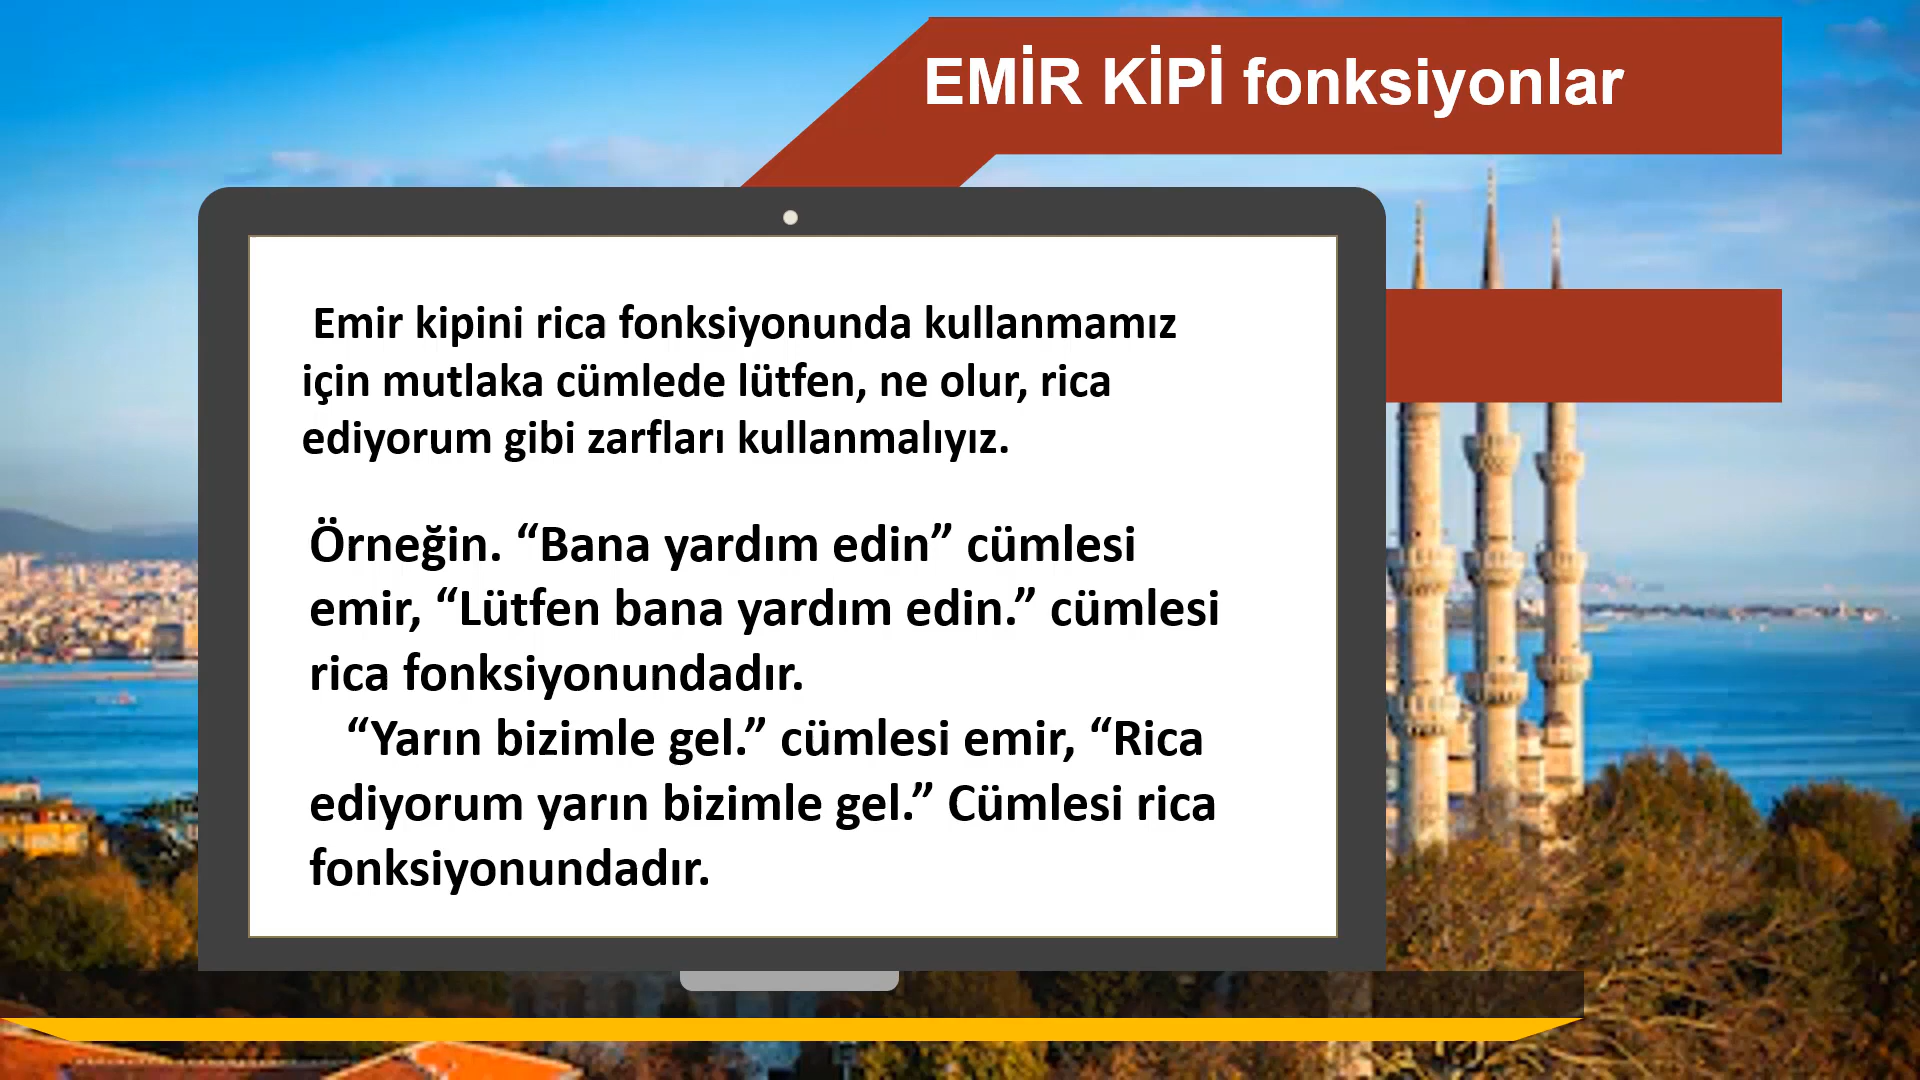 EMİR KİPİ fonksiyonlar
Emir kipini rica fonksiyonunda kullanmamız
için mutlaka cümlede lütfen, ne olur, rica
ediyorum gibi zarfları kullanmalıyız.
Örneğin. “Bana yardım edin” cümlesi
emir, “Lütfen bana yardım edin.” cümlesi
rica fonksiyonundadır.
“Yarın bizimle gel.” cümlesi emir, “Rica
ediyorum yarın bizimle gel.” Cümlesi rica
fonksiyonundadır.